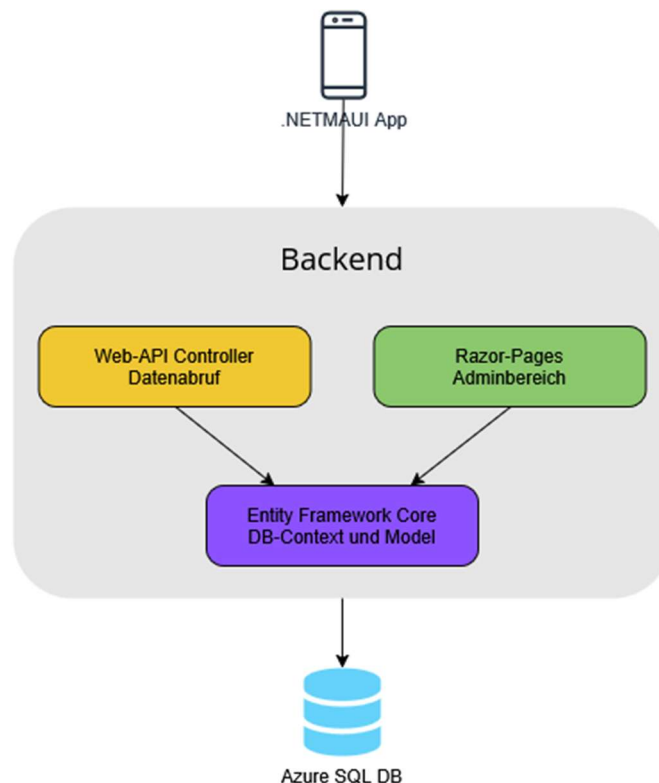 .NETMAUI App
Backend
Web-API Controller
Datenabruf
Razor-Pages
Adminbereich
Entity Framework Core
DB-Context und Model
Azure SQL DB